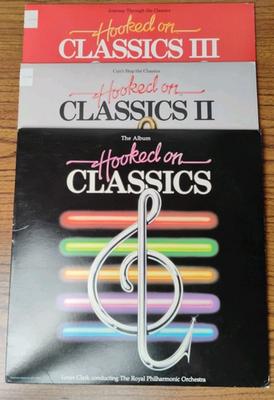 Journey Through the Classics
Hooked on
CLASSICS III
Can't Stop the Classics
Hooked on
CLASSICS II
The Album
Hooked on
CLASSICS
Louis Clark conducting The Royal Philharmonic Orchestra